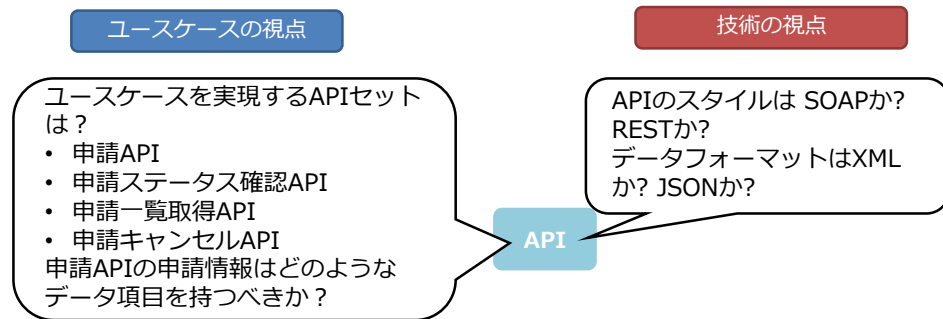 ユースケースの視点
技術の視点
ユースケースを実現するAPIセット
は？
• 申請API
• 申請ステータス確認API
• 申請一覧取得API
• 申請キャンセルAPI
申請APIの申請情報はどのような
データ項目を持つべきか？
APIのスタイルは SOAPか?
RESTか?
データフォーマットはXML
か? JSONか?
API